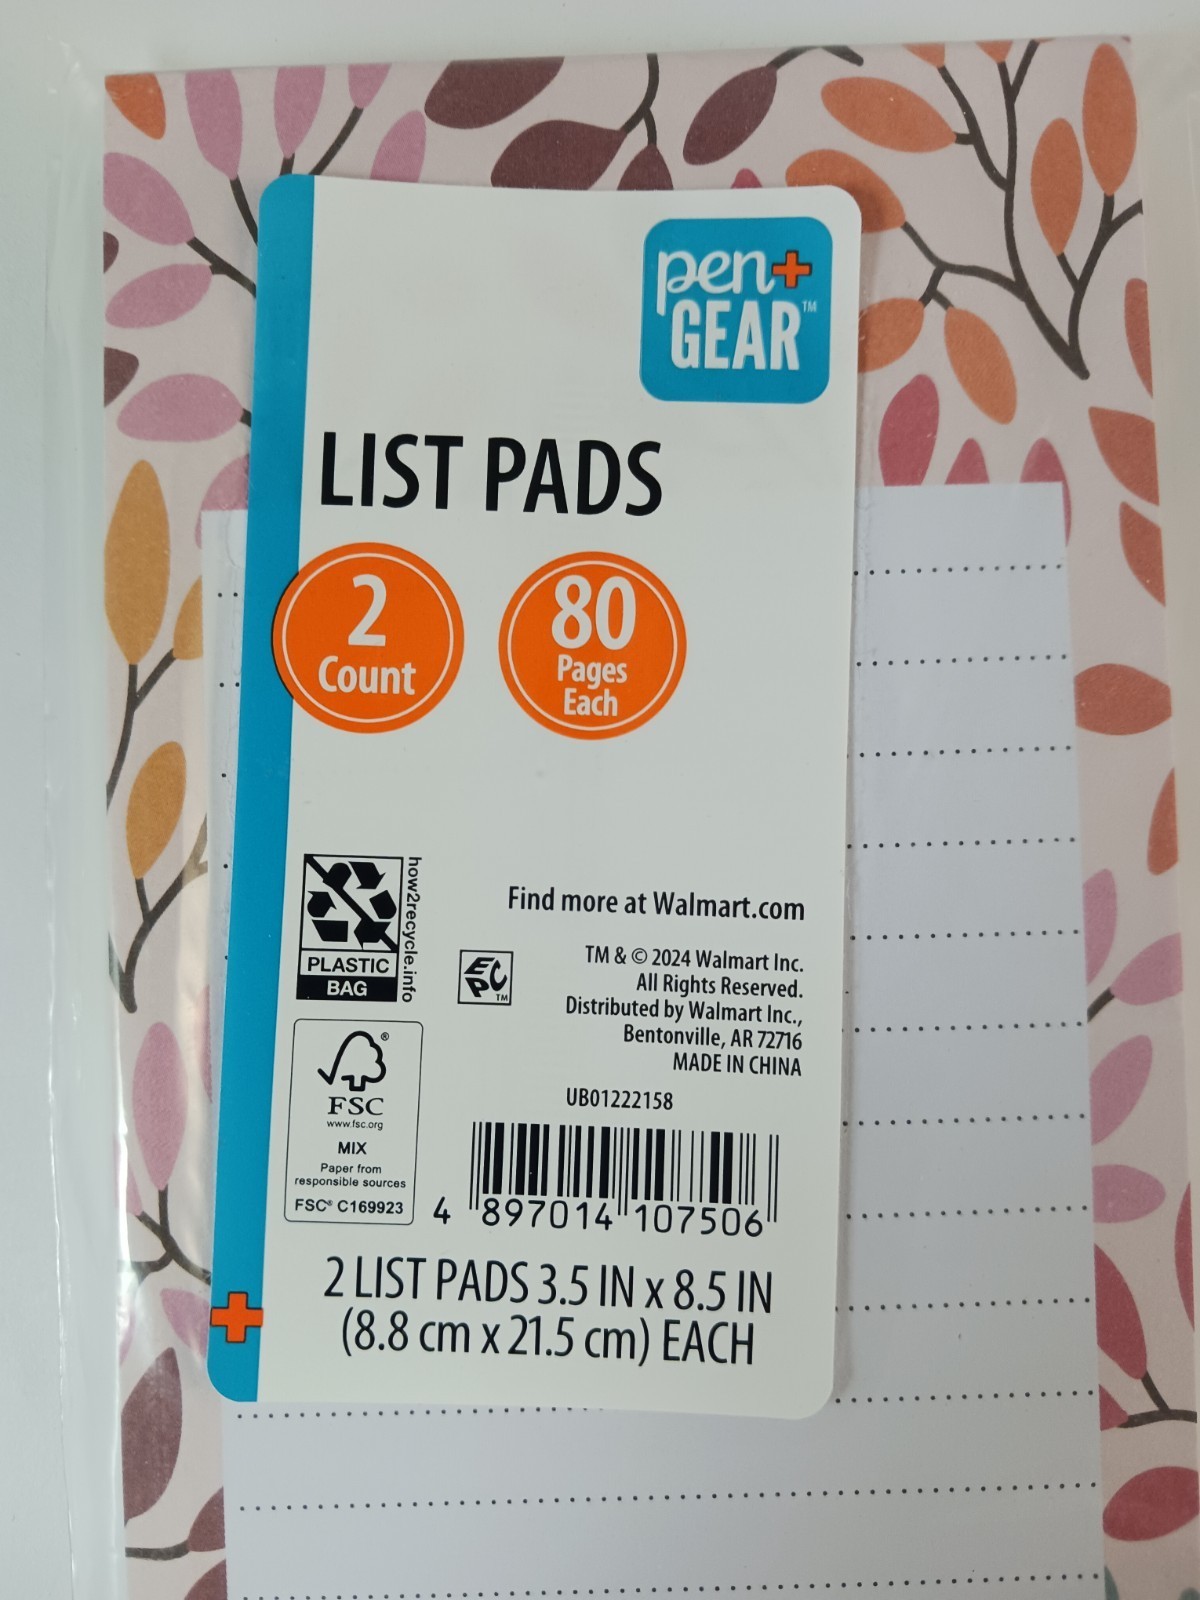 pen+
GEAR™
LIST PADS
2
Count
80
Pages
Each
how2recycle.info
PLASTIC
BAG
Find more at Walmart.com
EPC™
TM & © 2024 Walmart Inc.
All Rights Reserved.
Distributed by Walmart Inc.,
Bentonville, AR 72716
MADE IN CHINA
FSC®
www.fsc.org
MIX
Paper from
responsible sources
FSC® C169923
UB01222158
4 897014 107506
2 LIST PADS 3.5 IN x 8.5 IN
(8.8 cm x 21.5 cm) EACH